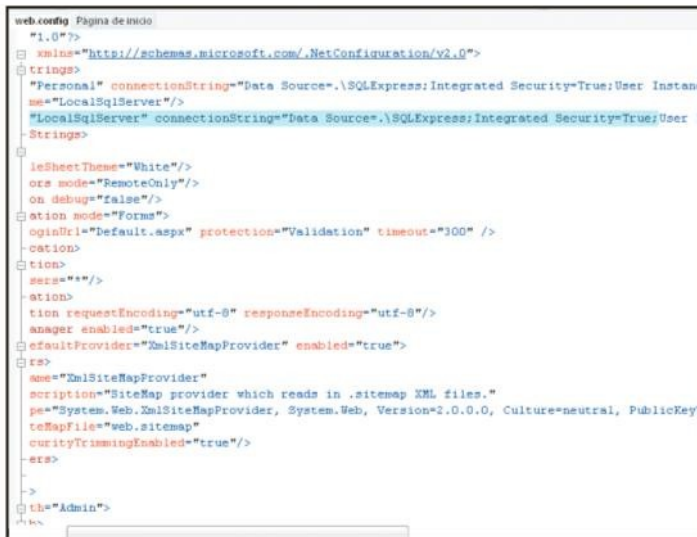 web.config Página de inicio
"1.0"?>
xmlns="http://schemas.microsoft.com/.NetConfiguration/v2.0">
trings>
"Personal" connectionString="Data Source=.\SQLExpress;Integrated Security=True;User Instan
me="LocalSqlServer"/>
"LocalSqlServer" connectionString="Data Source=.\SQLExpress;Integrated Security=True;User
Strings>
leSheetTheme="White"/>
ors mode="RemoteOnly"/>
on debug="false"/>
ation mode="Forms">
oginUrl="Default.aspx" protection="Validation" timeout="300" />
cation>
tion>
sers="*"/>
ation>
tion requestEncoding="utf-8" responseEncoding="utf-8"/>
anager enabled="true"/>
efaultProvider="XmlSiteMapProvider" enabled="true">
rs>
ame="XmlSiteMapProvider"
scription="SiteMap provider which reads in .sitemap XML files."
pe="System.Web.XmlSiteMapProvider, System.Web, Version=2.0.0.0, Culture=neutral, PublicKey
teMapFile="web.sitemap"
curityTrimmingEnabled="true"/>
ers>
>
th="Admin">